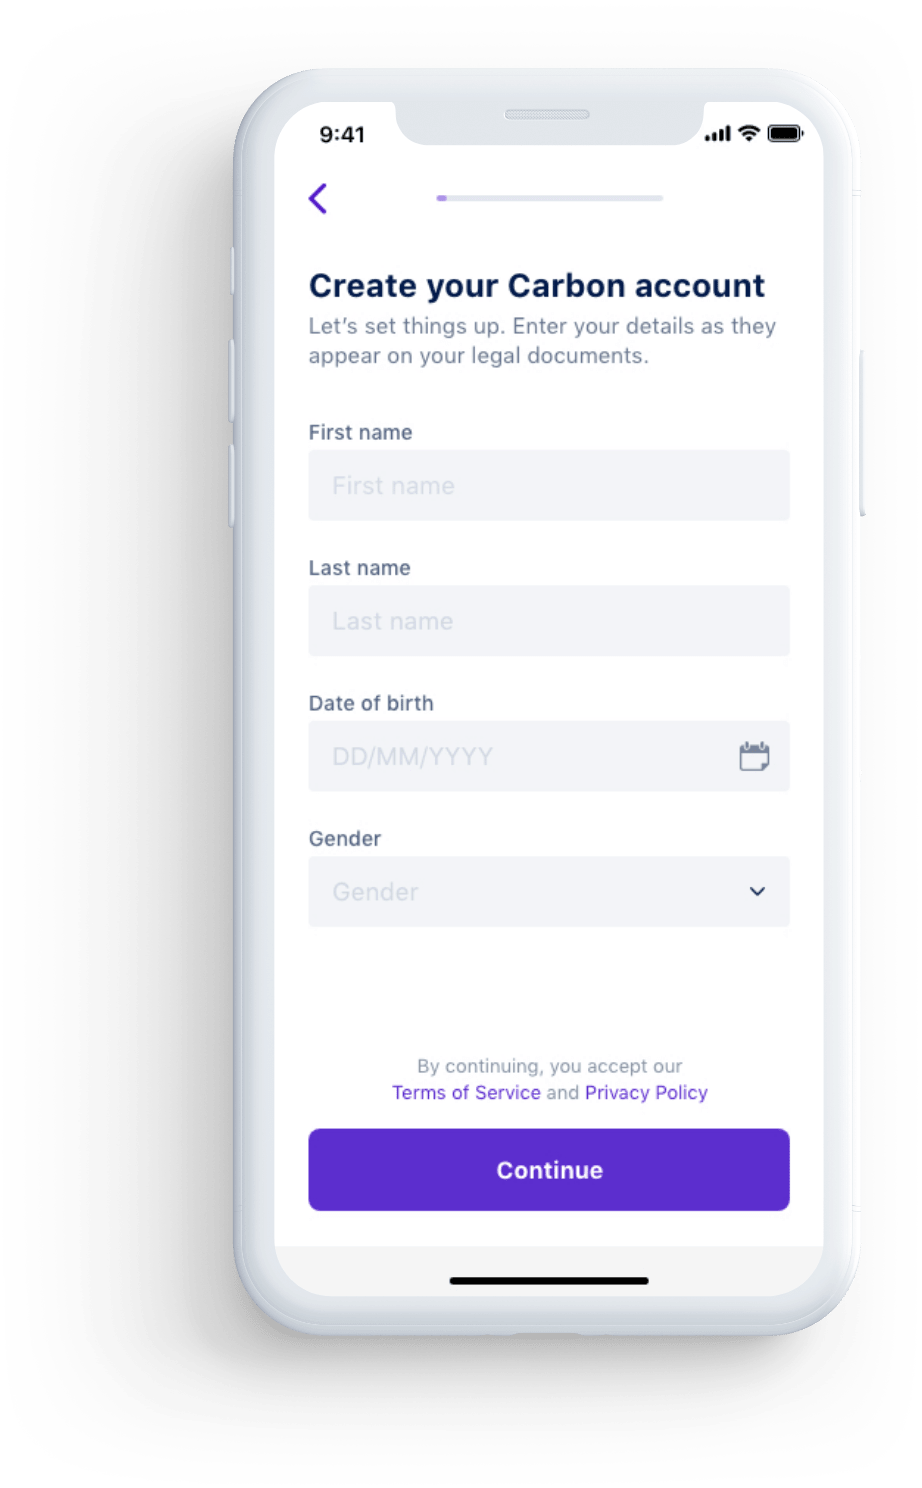 9:41
Create your Carbon account
Let’s set things up. Enter your details as they
appear on your legal documents.
First name
First name
Last name
Last name
Date of birth
DD/MM/YYYY
Gender
Gender
By continuing, you accept our
Terms of Service and Privacy Policy
Continue